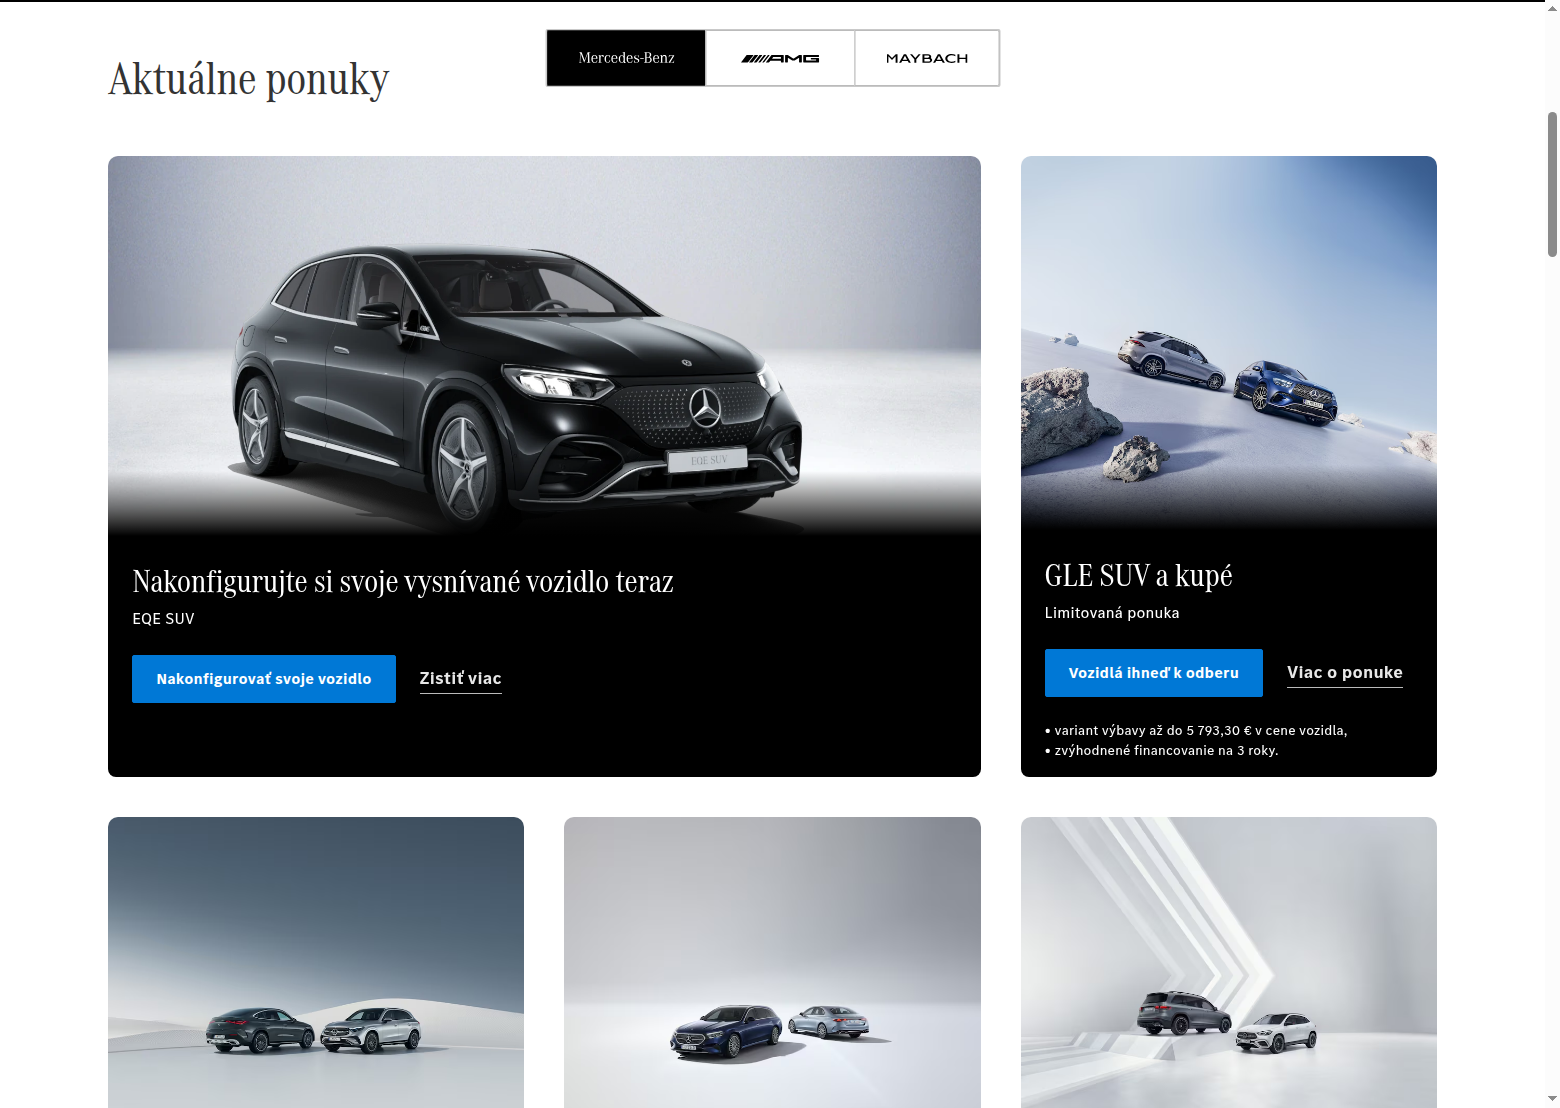 Aktuálne ponuky
Mercedes-Benz
AMG
MAYBACH
EQE SUV
Nakonfigurujte si svoje vysnívané vozidlo teraz
EQE SUV
Nakonfigurovať svoje vozidlo
Zistiť viac
GLE SUV a kupé
Limitovaná ponuka
Vozidlá ihneď k odberu
Viac o ponuke
• variant výbavy až do 5 793,30 € v cene vozidla,
• zvýhodnené financovanie na 3 roky.